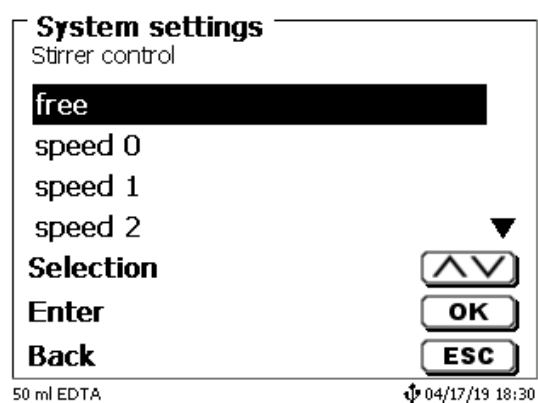 System settings
Stirrer control
free
speed 0
speed 1
speed 2
Selection
Enter OK
Back ESC
50 ml EDTA 04/17/19 18:30